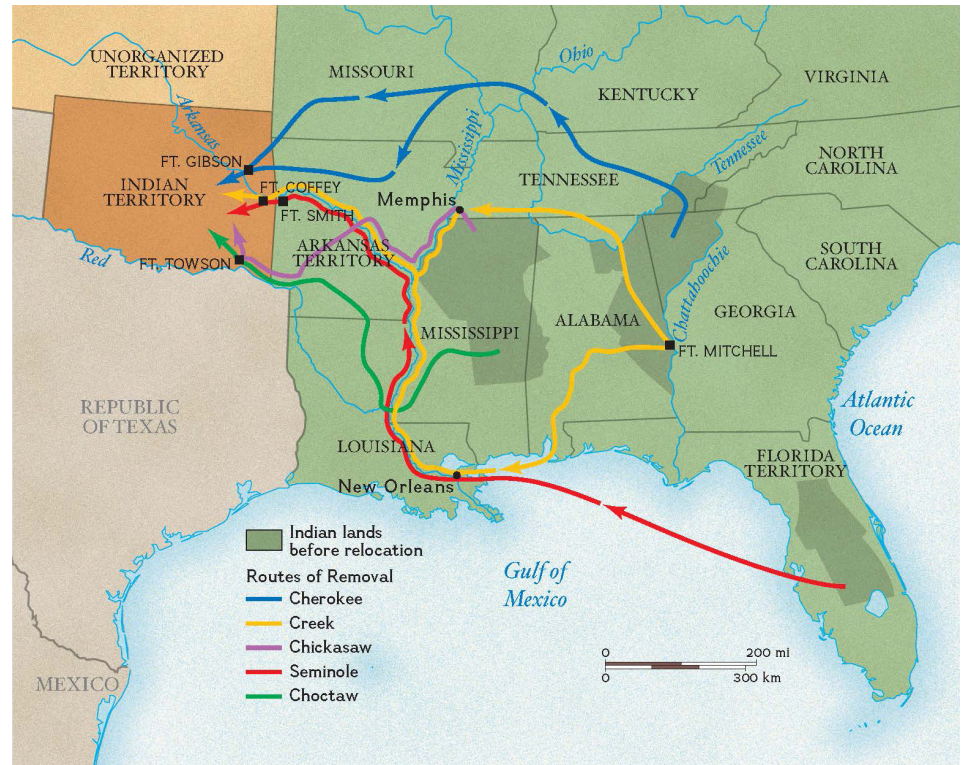 UNORGANIZED
TERRITORY
MISSOURI
Ohio
VIRGINIA
KENTUCKY
Arkansas
Mississippi
Tennessee
FT. GIBSON
NORTH
CAROLINA
INDIAN
TERRITORY
FT. COFFEY
TENNESSEE
Memphis
FT. SMITH
ARKANSAS
TERRITORY
Red
FT. TOWSON
SOUTH
CAROLINA
Chattahoochie
MISSISSIPPI
ALABAMA
GEORGIA
FT. MITCHELL
REPUBLIC
OF TEXAS
Atlantic
Ocean
LOUISIANA
FLORIDA
TERRITORY
New Orleans
Indian lands
before relocation
Routes of Removal
Cherokee
Creek
Chickasaw
Seminole
Choctaw
Gulf of
Mexico
0 200 mi
0 300 km
MEXICO